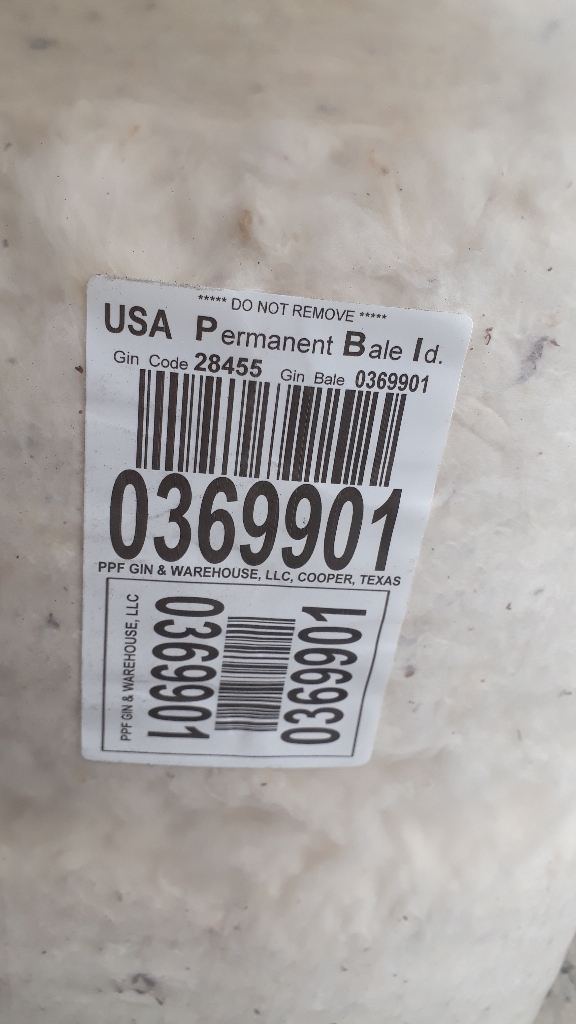 ***** DO NOT REMOVE *****
USA Permanent Bale Id.
Gin Code 28455 Gin Bale 0369901
0369901
PPF GIN & WAREHOUSE, LLC, COOPER, TEXAS
PPF GIN & WAREHOUSE, LLC
0369901
0369901